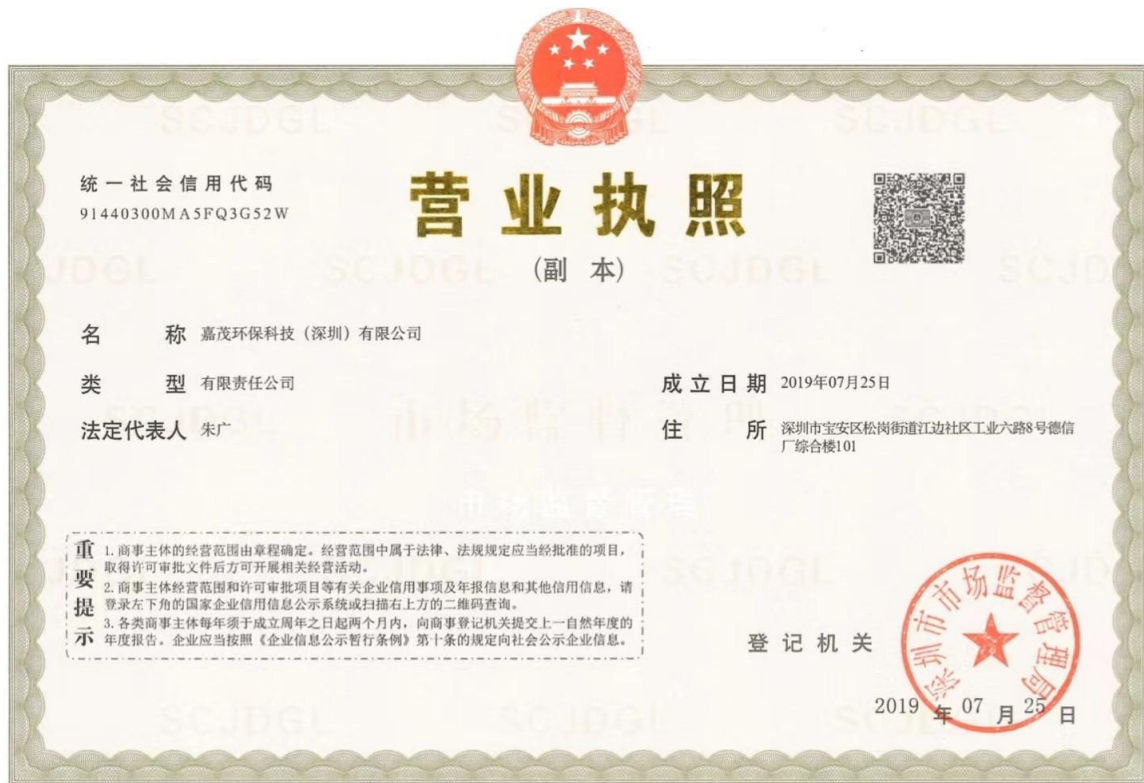 统一社会信用代码
91440300MA5FQ3G52W
营业执照
(副 本)
名 称 嘉茂环保科技（深圳）有限公司
类 型 有限责任公司
法定代表人 朱广
成立日期 2019年07月25日
住 所 深圳市宝安区松岗街道江边社区工业六路8号德信
厂综合楼101
重要提示
1. 商事主体的经营范围由章程确定。经营范围中属于法律、法规规定应当经批准的项目，
取得许可审批文件后方可开展相关经营活动。
2. 商事主体经营范围和许可审批项目等有关企业信用事项及年报信息和其他信用信息，请
登录左下角的国家企业信用信息公示系统或扫描右上方的二维码查询。
3. 各类商事主体每年须于成立周年之日起两个月内，向商事登记机关提交上一自然年度的
年度报告。企业应当按照《企业信息公示暂行条例》第十条的规定向社会公示企业信息。
登记机关
深圳市市场监督管理局
2019 年 07 月 25 日
SCJDGL
市场监督管理